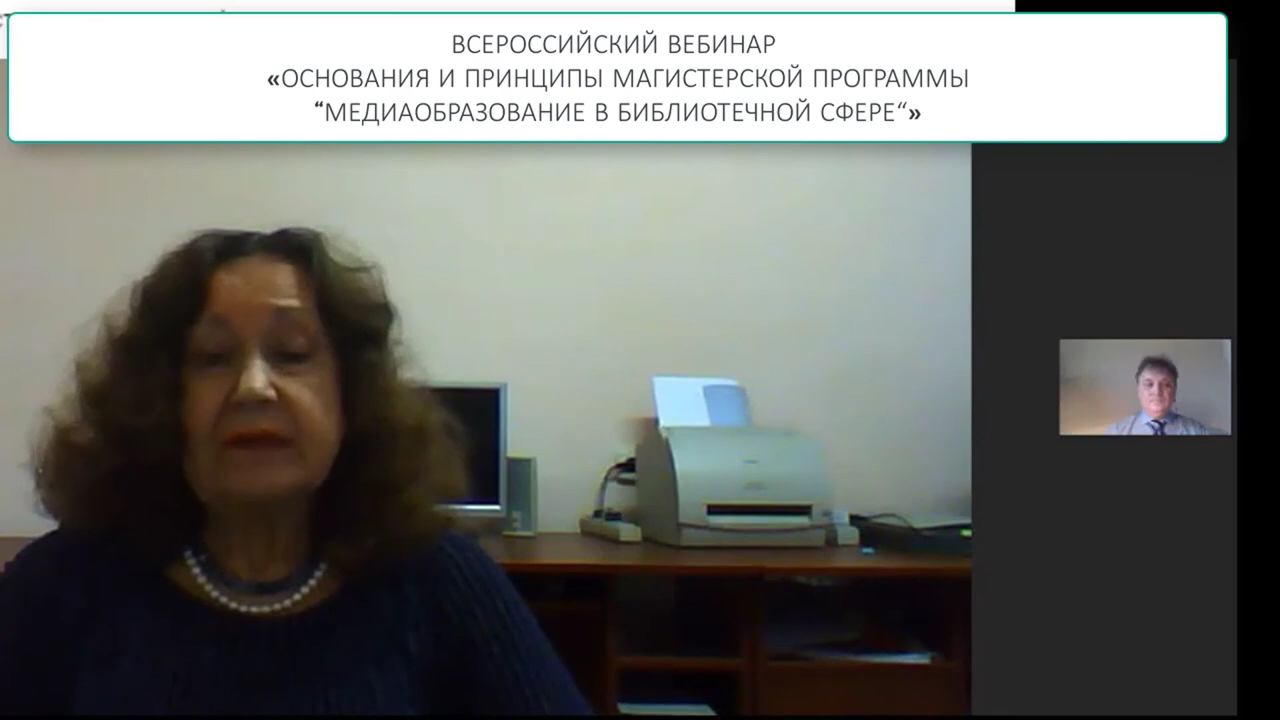 ВСЕРОССИЙСКИЙ ВЕБИНАР
«ОСНОВАНИЯ И ПРИНЦИПЫ МАГИСТЕРСКОЙ ПРОГРАММЫ
“МЕДИАОБРАЗОВАНИЕ В БИБЛИОТЕЧНОЙ СФЕРЕ“»